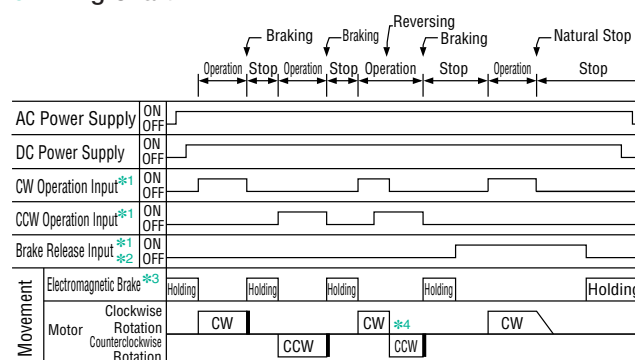 Reversing
Braking Braking Braking Natural Stop
Operation Stop Operation Stop Operation Stop Operation Stop
AC Power Supply ON
OFF
DC Power Supply ON
OFF
CW Operation Input*1 ON
OFF
CCW Operation Input*1 ON
OFF
Brake Release Input *1 ON
*2 OFF
Movement
Electromagnetic Brake*3 Holding Holding Holding Holding Holding
Motor
Clockwise
Rotation CW CW *4 CW
Counterclockwise
Rotation CCW CCW